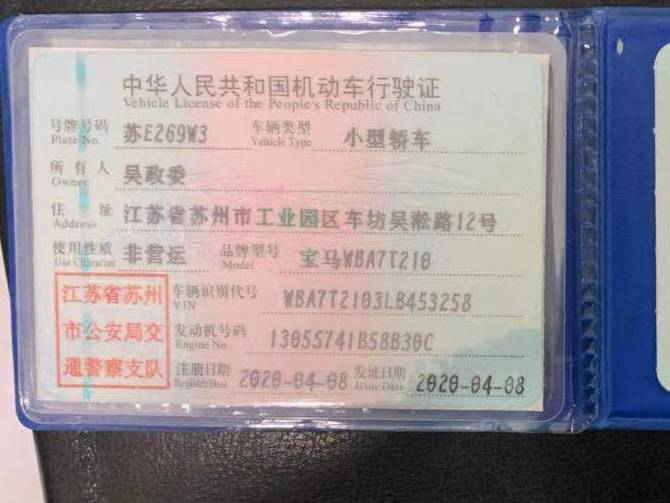 中华人民共和国机动车行驶证
Vehicle License of the People's Republic of China
号牌号码 苏E269W3 车辆类型 小型轿车
Plate No. Vehicle Type
所有人 吴政委
Owner
住址 江苏省苏州市工业园区车坊吴淞路12号
Address
使用性质 非营运 品牌型号 宝马WBA7T210
Use Character Model
江苏省苏州
市公安局交
通警察支队
车辆识别代号 WBA7T2103LB453258
VIN
发动机号码 13055741B58B30C
Engine No.
注册日期 2020-04-08 发证日期 2020-04-08
Register Date Issue Date